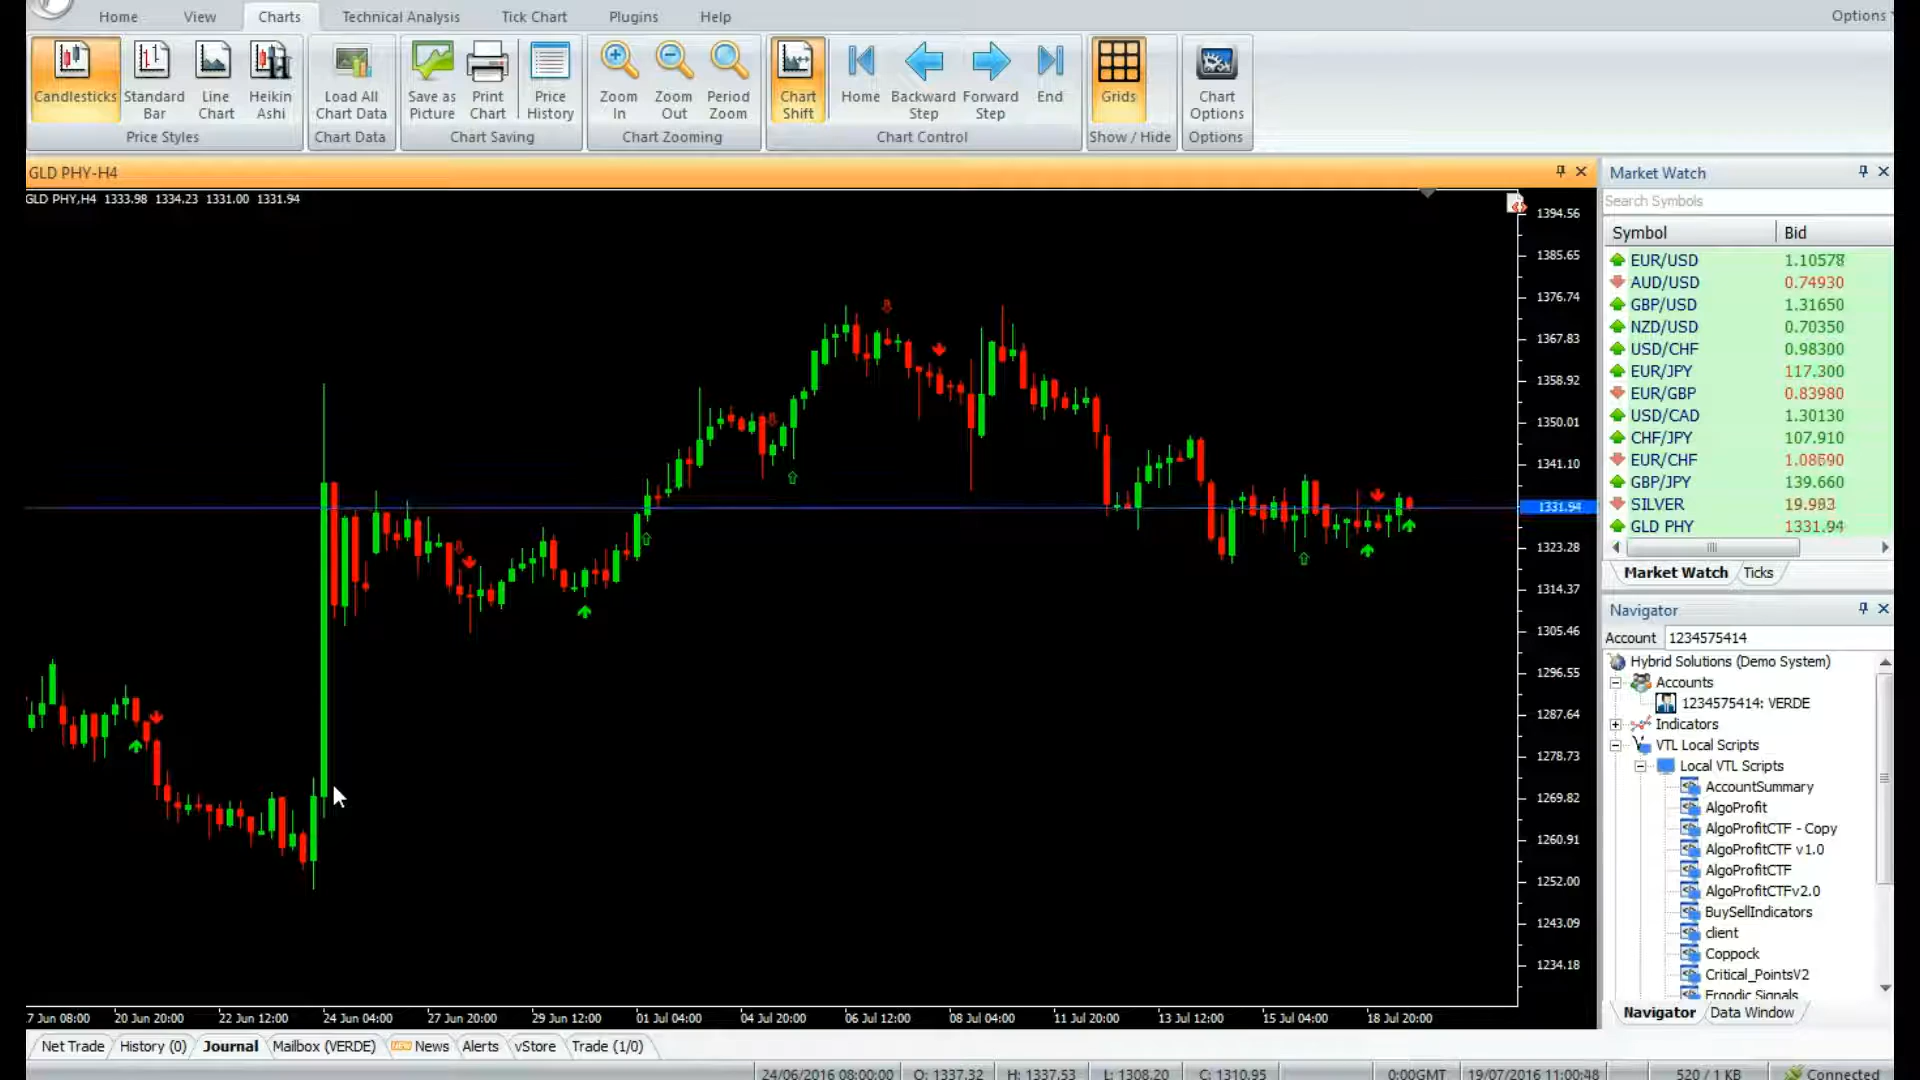 Home View Charts Technical Analysis Tick Chart Plugins Help Options
Candlesticks Standard Bar Line Chart Heikin Ashi
Price Styles
Load All Chart Data
Chart Data
Save as Picture Print Chart Price History
Chart Saving
Zoom In Zoom Out Period Zoom
Chart Zooming
Chart Shift Home Backward Step Forward Step End
Chart Control
Grids
Show / Hide
Chart Options
Options
GLD PHY-H4
GLD PHY,H4 1333.98 1334.23 1331.00 1331.94
1394.56
1385.65
1376.74
1367.83
1358.92
1350.01
1341.10
1331.94
1323.28
1314.37
1305.46
1296.55
1287.64
1278.73
1269.82
1260.91
1252.00
1243.09
1234.18
7 Jun 08:00 20 Jun 20:00 22 Jun 12:00 24 Jun 04:00 27 Jun 20:00 29 Jun 12:00 01 Jul 04:00 04 Jul 20:00 06 Jul 12:00 08 Jul 04:00 11 Jul 20:00 13 Jul 12:00 15 Jul 04:00 18 Jul 20:00
Market Watch
Search Symbols
Symbol Bid
EUR/USD 1.10578
AUD/USD 0.74930
GBP/USD 1.31650
NZD/USD 0.70350
USD/CHF 0.98300
EUR/JPY 117.300
EUR/GBP 0.83980
USD/CAD 1.30130
CHF/JPY 107.910
EUR/CHF 1.08690
GBP/JPY 139.660
SILVER 19.993
GLD PHY 1331.94
Market Watch Ticks
Navigator
Account 1234575414
Hybrid Solutions (Demo System)
Accounts
1234575414: VERDE
Indicators
VTL Local Scripts
Local VTL Scripts
AccountSummary
AlgoProfit
AlgoProfitCTF - Copy
AlgoProfitCTF v1.0
AlgoProfitCTF
AlgoProfitCTFv2.0
BuySellIndicators
client
Coppock
Critical_PointsV2
Ergodic Signals
Navigator Data Window
Net Trade History (0) Journal Mailbox (VERDE) NEW News Alerts vStore Trade (1/0)
24/06/2016 08:00:00 O: 1337.32 H: 1337.53 L: 1308.20 C: 1310.95 0:00GMT 19/07/2016 11:00:48 520 / 1 KB Connected